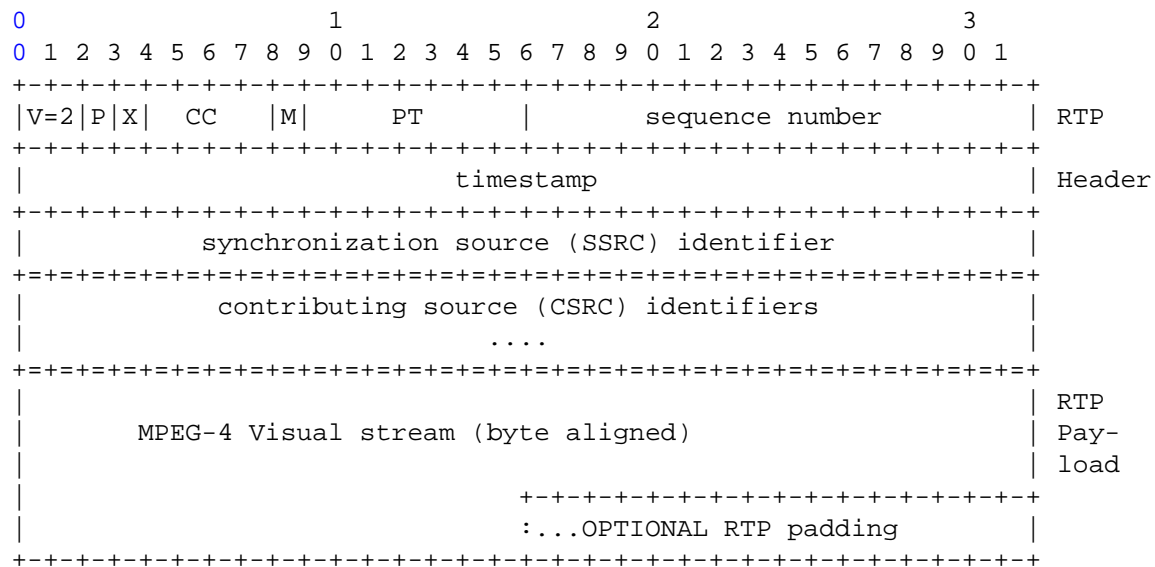 0                   1                   2                   3
0 1 2 3 4 5 6 7 8 9 0 1 2 3 4 5 6 7 8 9 0 1 2 3 4 5 6 7 8 9 0 1
+-+-+-+-+-+-+-+-+-+-+-+-+-+-+-+-+-+-+-+-+-+-+-+-+-+-+-+-+-+-+-+-+
|V=2|P|X|  CC   |M|     PT      |       sequence number         | RTP
+-+-+-+-+-+-+-+-+-+-+-+-+-+-+-+-+-+-+-+-+-+-+-+-+-+-+-+-+-+-+-+-+
|                           timestamp                           | Header
+-+-+-+-+-+-+-+-+-+-+-+-+-+-+-+-+-+-+-+-+-+-+-+-+-+-+-+-+-+-+-+-+
|           synchronization source (SSRC) identifier            |
+=+=+=+=+=+=+=+=+=+=+=+=+=+=+=+=+=+=+=+=+=+=+=+=+=+=+=+=+=+=+=+=+
|            contributing source (CSRC) identifiers             |
|                             ....                              |
+=+=+=+=+=+=+=+=+=+=+=+=+=+=+=+=+=+=+=+=+=+=+=+=+=+=+=+=+=+=+=+=+
|                                                               | RTP
|       MPEG-4 Visual stream (byte aligned)                     | Pay-
|                                                               | load
|                               +-+-+-+-+-+-+-+-+-+-+-+-+-+-+-+-+
|                               :...OPTIONAL RTP padding        |
+-+-+-+-+-+-+-+-+-+-+-+-+-+-+-+-+-+-+-+-+-+-+-+-+-+-+-+-+-+-+-+-+